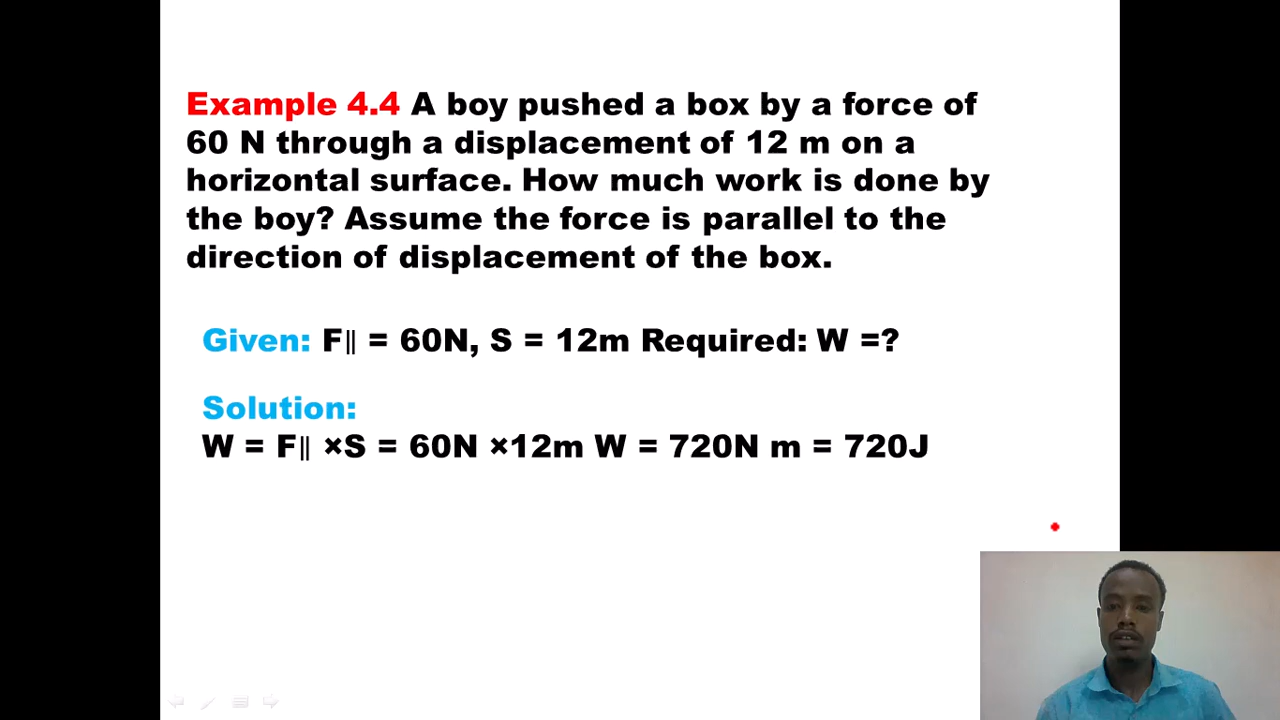 Example 4.4 A boy pushed a box by a force of
60 N through a displacement of 12 m on a
horizontal surface. How much work is done by
the boy? Assume the force is parallel to the
direction of displacement of the box.
Given: F∥ = 60N, S = 12m Required: W =?
Solution:
W = F∥ ×S = 60N ×12m W = 720N m = 720J